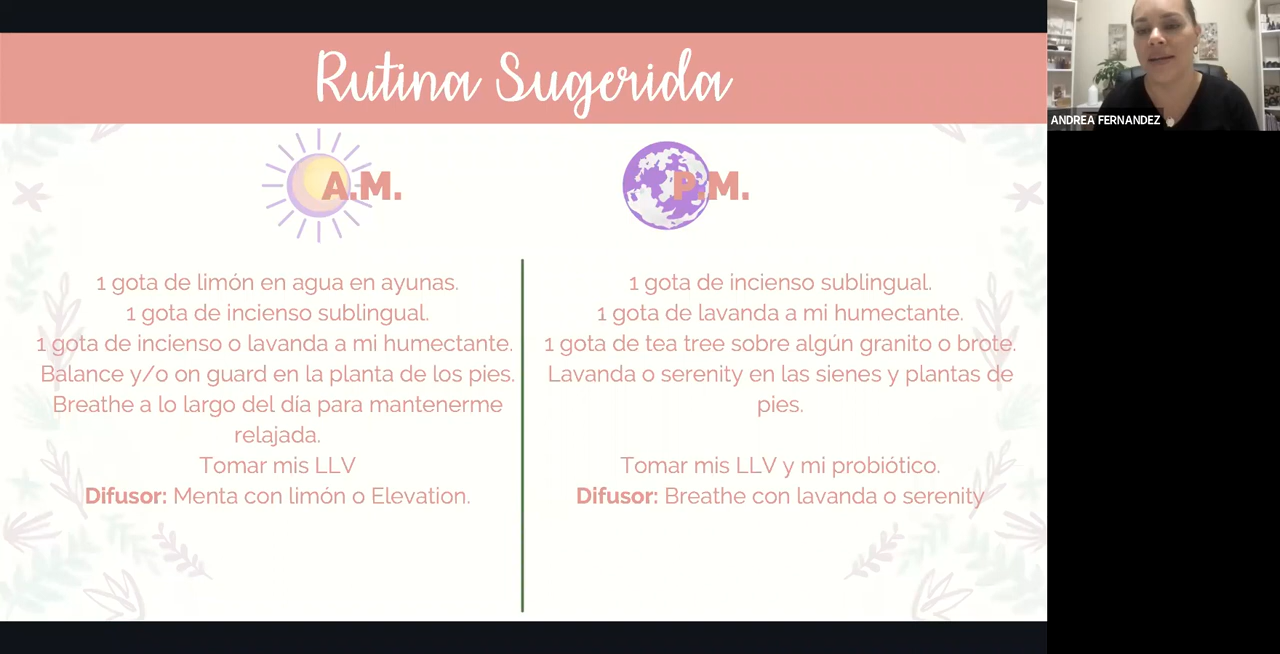 Rutina Sugerida
ANDREA FERNANDEZ
A.M.
1 gota de limón en agua en ayunas.
1 gota de incienso sublingual.
1 gota de incienso o lavanda a mi humectante.
Balance y/o on guard en la planta de los pies.
Breathe a lo largo del día para mantenerme
relajada.
Tomar mis LLV
Difusor: Menta con limón o Elevation.
P.M.
1 gota de incienso sublingual.
1 gota de lavanda a mi humectante.
1 gota de tea tree sobre algún granito o brote.
Lavanda o serenity en las sienes y plantas de
pies.
Tomar mis LLV y mi probiótico.
Difusor: Breathe con lavanda o serenity